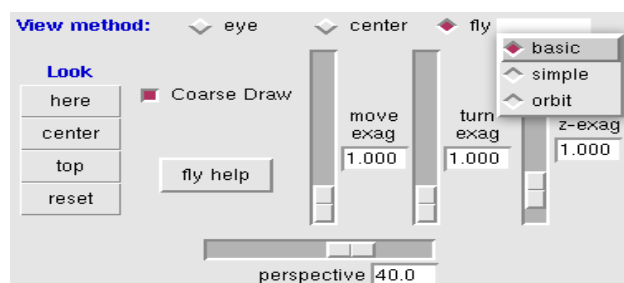 View method: eye center fly
basic
simple
orbit
Look
here
center
top
reset
Coarse Draw
fly help
move
exag
1.000
turn
exag
1.000
z-exag
1.000
perspective 40.0